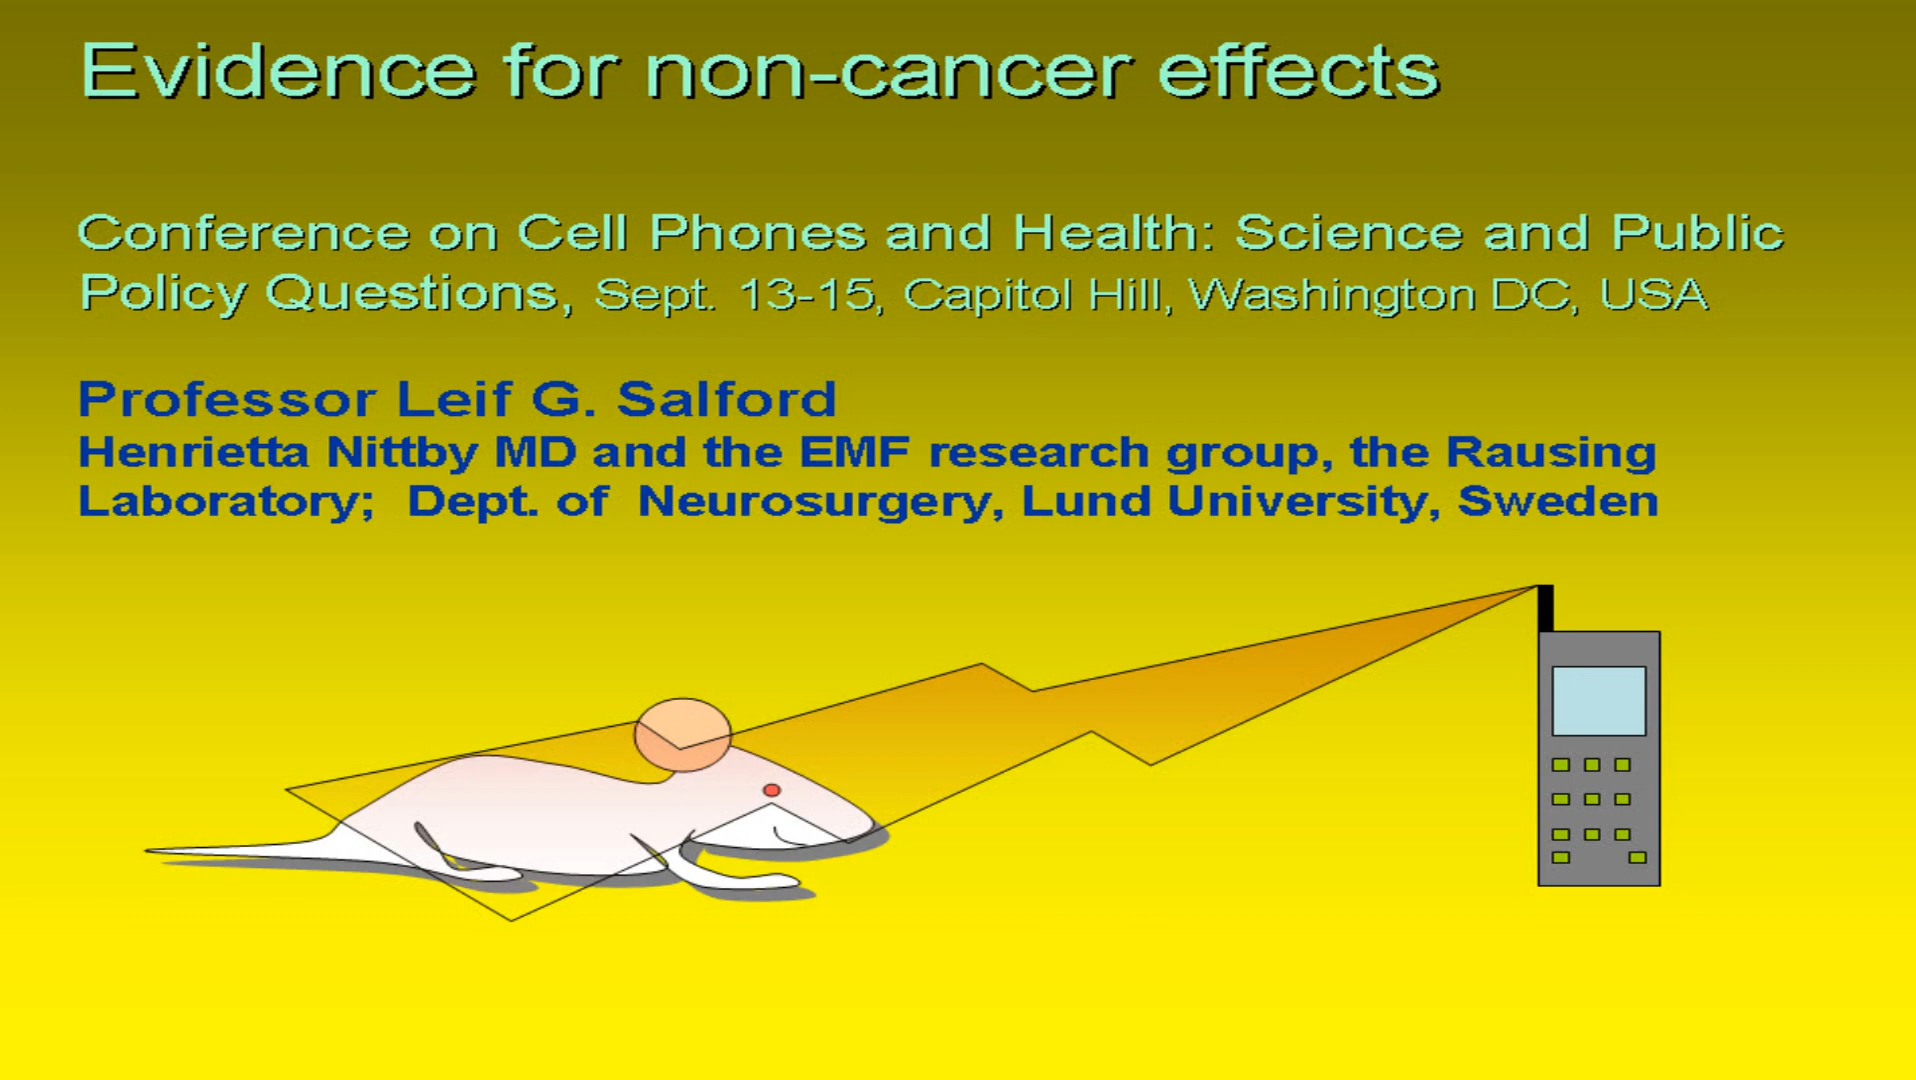 Evidence for non-cancer effects
Conference on Cell Phones and Health: Science and Public
Policy Questions, Sept. 13-15, Capitol Hill, Washington DC, USA
Professor Leif G. Salford
Henrietta Nittby MD and the EMF research group, the Rausing
Laboratory; Dept. of Neurosurgery, Lund University, Sweden